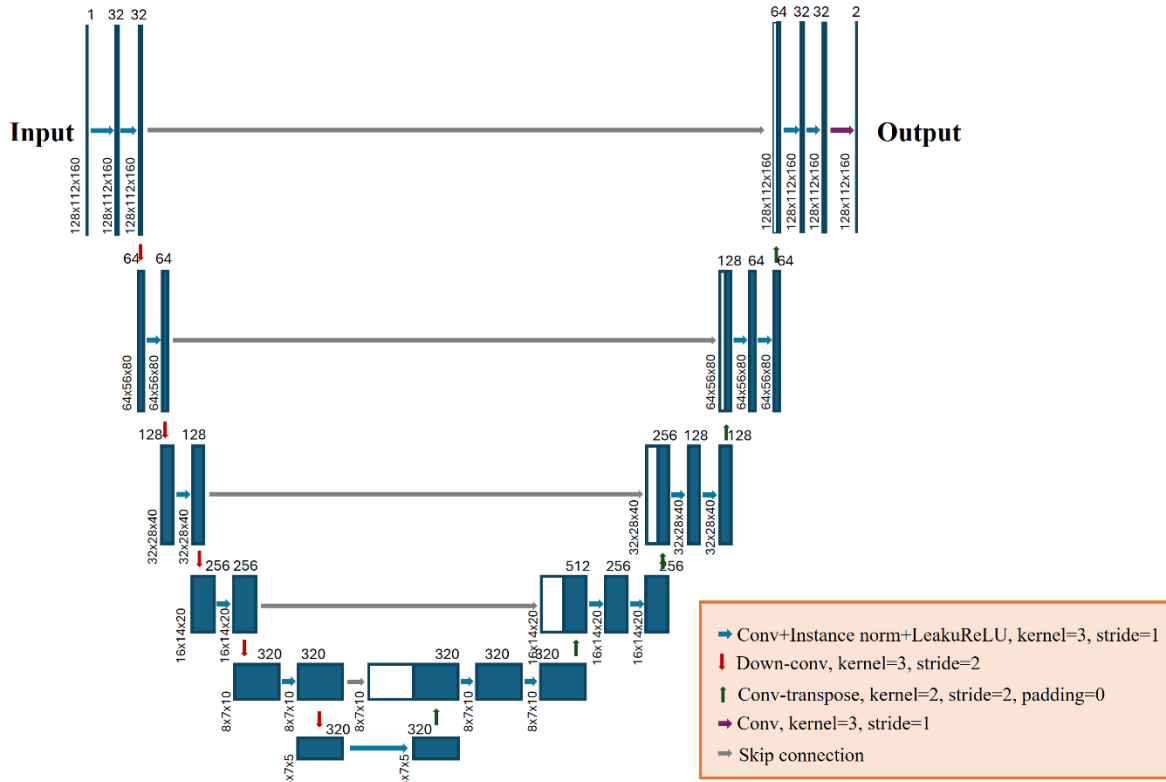 1 32 32
64 32 32 2
Input
Output
128x112x160
128x112x160
128x112x160
128x112x160
128x112x160
128x112x160
128x112x160
64 64
128 64 64
64x56x80
64x56x80
64x56x80
64x56x80
64x56x80
128 128
256 128 128
32x28x40
32x28x40
32x28x40
32x28x40
32x28x40
256 256
512 256 256
16x14x20
16x14x20
16x14x20
16x14x20
16x14x20
320 320 320 320 320
8x7x10
8x7x10
8x7x10
8x7x10
8x7x10
320 320
x7x5
x7x5
Conv+Instance norm+LeakuReLU, kernel=3, stride=1
Down-conv, kernel=3, stride=2
Conv-transpose, kernel=2, stride=2, padding=0
Conv, kernel=3, stride=1
Skip connection